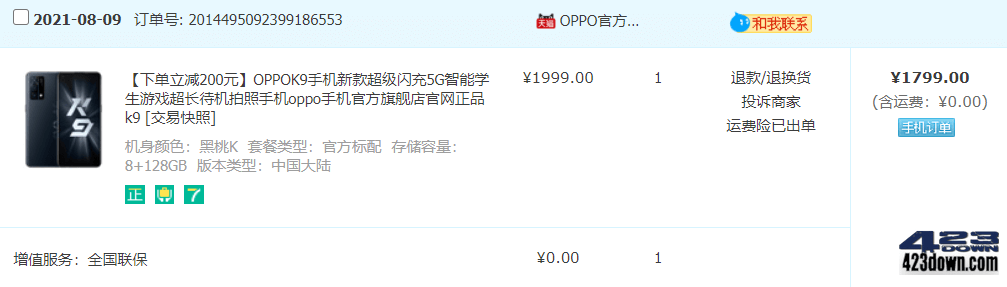 2021-08-09 订单号: 2014495092399186553 天猫 OPPO官方... 和我联系
【下单立减200元】OPPOK9手机新款超级闪充5G智能学 ¥1999.00 1 退款/退换货 ¥1799.00
生游戏超长待机拍照手机oppo手机官方旗舰店官网正品 投诉商家 (含运费：¥0.00)
k9 [交易快照] 运费险已出单 手机订单
机身颜色：黑桃K 套餐类型：官方标配 存储容量：
8+128GB 版本类型：中国大陆
正 7
K
9
增值服务：全国联保 ¥0.00 1
423
DOWN
423down.com